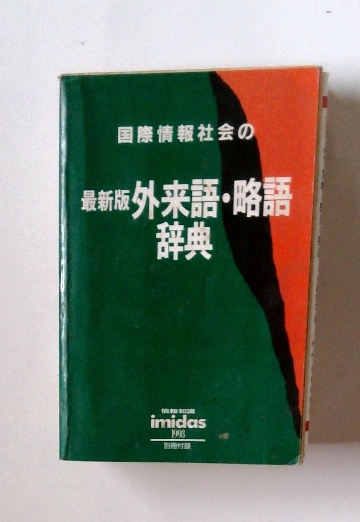 国際情報社会の
最新版 外来語・略語
辞典
情報・知識
imidas
1993
別冊付録